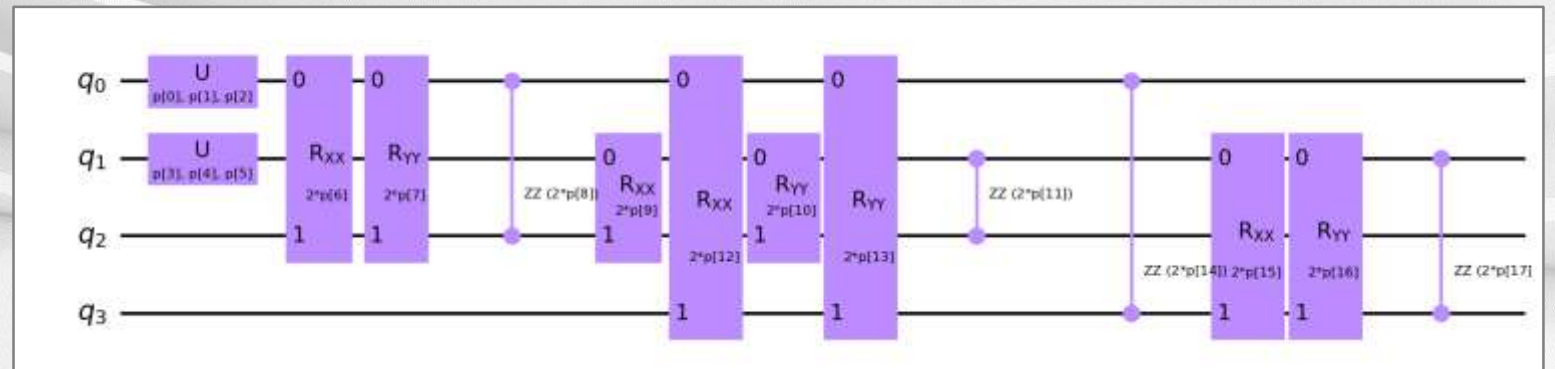 q0 U p[0], p[1], p[2] 0 0 0 0
q1 U p[3], p[4], p[5] RXX 2*p[6] RYY 2*p[7] 0 RXX 2*p[9] 0 RYY 2*p[10] 0 0
ZZ (2*p[8]) RXX 2*p[12] RYY 2*p[13] ZZ (2*p[11])
q2 1 1 1 1 RXX 2*p[15] RYY 2*p[16]
ZZ (2*p[14]) ZZ (2*p[17]
q3 1 1 1 1